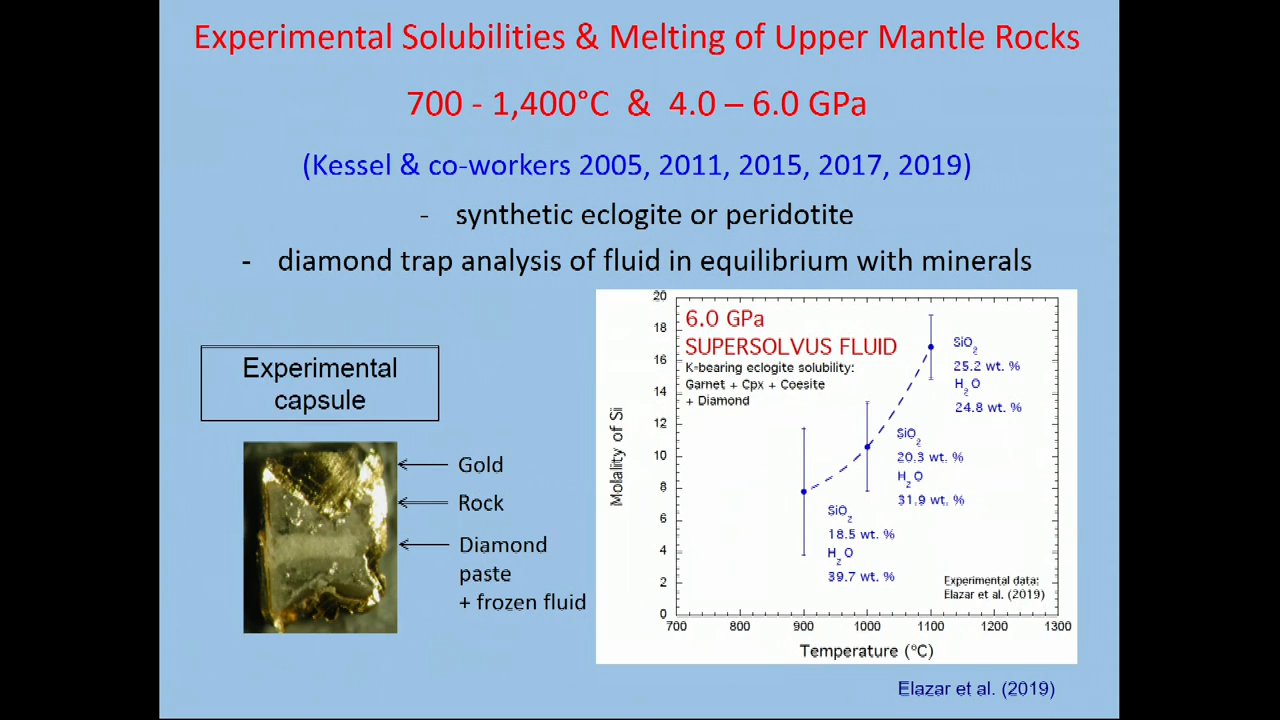 Experimental Solubilities & Melting of Upper Mantle Rocks
700 - 1,400°C & 4.0 – 6.0 GPa
(Kessel & co-workers 2005, 2011, 2015, 2017, 2019)
- synthetic eclogite or peridotite
- diamond trap analysis of fluid in equilibrium with minerals
Experimental
capsule
Gold
Rock
Diamond
paste
+ frozen fluid
6.0 GPa
SUPERSOLVUS FLUID
K-bearing eclogite solubility:
Garnet + Cpx + Coesite
+ Diamond
SiO2
25.2 wt. %
H2O
24.8 wt. %
SiO2
20.3 wt. %
H2O
31.9 wt. %
SiO2
18.5 wt. %
H2O
39.7 wt. %
Experimental data:
Elazar et al. (2019)
Molality of Si
20
18
16
14
12
10
8
6
4
2
0
700 800 900 1000 1100 1200 1300
Temperature (°C)
Elazar et al. (2019)